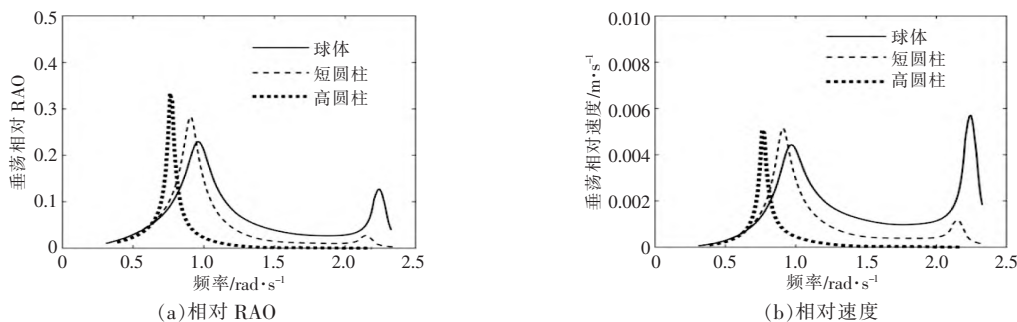 0.5
0.4
0.3
0.2
0.1
0
垂荡相对 RAO
球体
短圆柱
高圆柱
0 0.5 1.0 1.5 2.0 2.5
频率/rad·s⁻¹
(a)相对 RAO
0.010
0.008
0.006
0.004
0.002
0
垂荡相对速度/m·s⁻¹
球体
短圆柱
高圆柱
0 0.5 1.0 1.5 2.0 2.5
频率/rad·s⁻¹
(b)相对速度